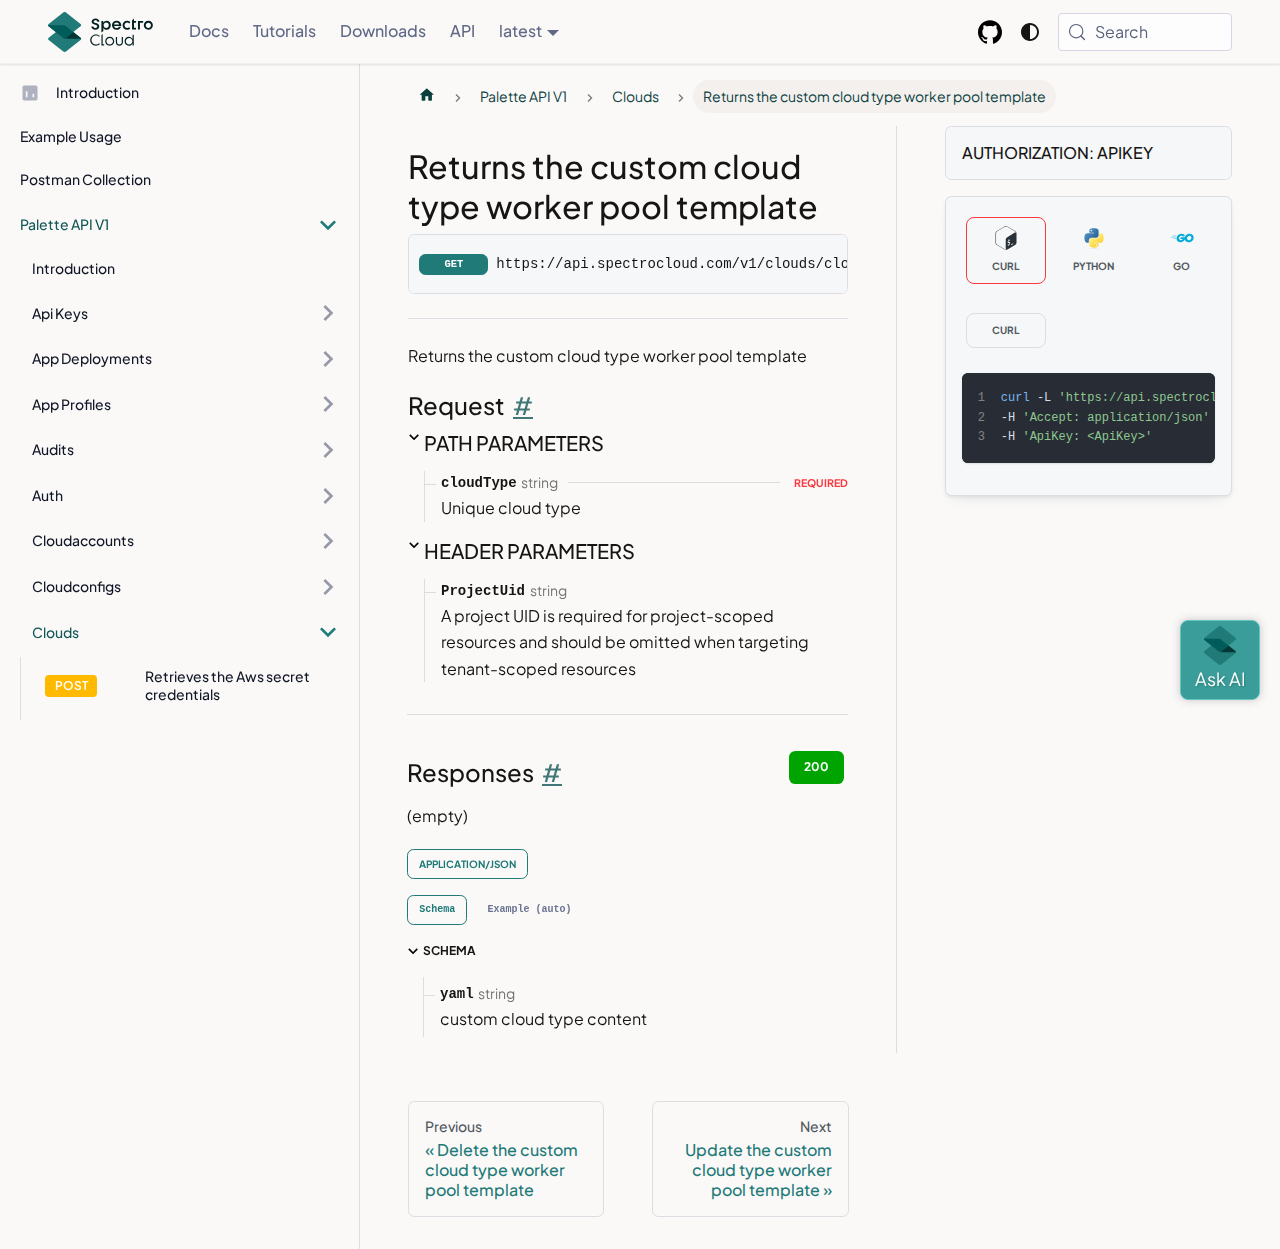 Spectro
Cloud
Docs
Tutorials
Downloads
API
latest
Search
Introduction
Example Usage
Postman Collection
Palette API V1
Introduction
Api Keys
App Deployments
App Profiles
Audits
Auth
Cloudaccounts
Cloudconfigs
Clouds
POST
Retrieves the Aws secret
credentials
Palette API V1
Clouds
Returns the custom cloud type worker pool template
Returns the custom cloud
type worker pool template
GET
https://api.spectrocloud.com/v1/clouds/clo
Returns the custom cloud type worker pool template
Request #
PATH PARAMETERS
cloudType string
REQUIRED
Unique cloud type
HEADER PARAMETERS
ProjectUid string
A project UID is required for project-scoped
resources and should be omitted when targeting
tenant-scoped resources
Responses #
200
(empty)
APPLICATION/JSON
Schema
Example (auto)
SCHEMA
yaml string
custom cloud type content
Previous
« Delete the custom
cloud type worker
pool template
Next
Update the custom
cloud type worker
pool template »
AUTHORIZATION: APIKEY
CURL
PYTHON
GO
CURL
1 curl -L 'https://api.spectrocl
2 -H 'Accept: application/json'
3 -H 'ApiKey: <ApiKey>'
Ask AI